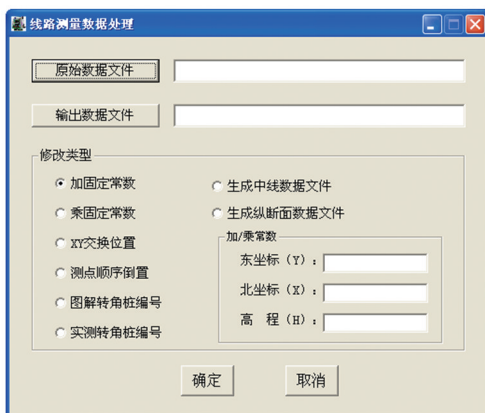 线路测量数据处理
原始数据文件
输出数据文件
修改类型
加固定常数
乘固定常数
XY交换位置
测点顺序倒置
图解转角桩编号
实测转角桩编号
生成中线数据文件
生成纵断面数据文件
加/乘常数
东坐标（Y）：
北坐标（X）：
高 程（H）：
确定
取消